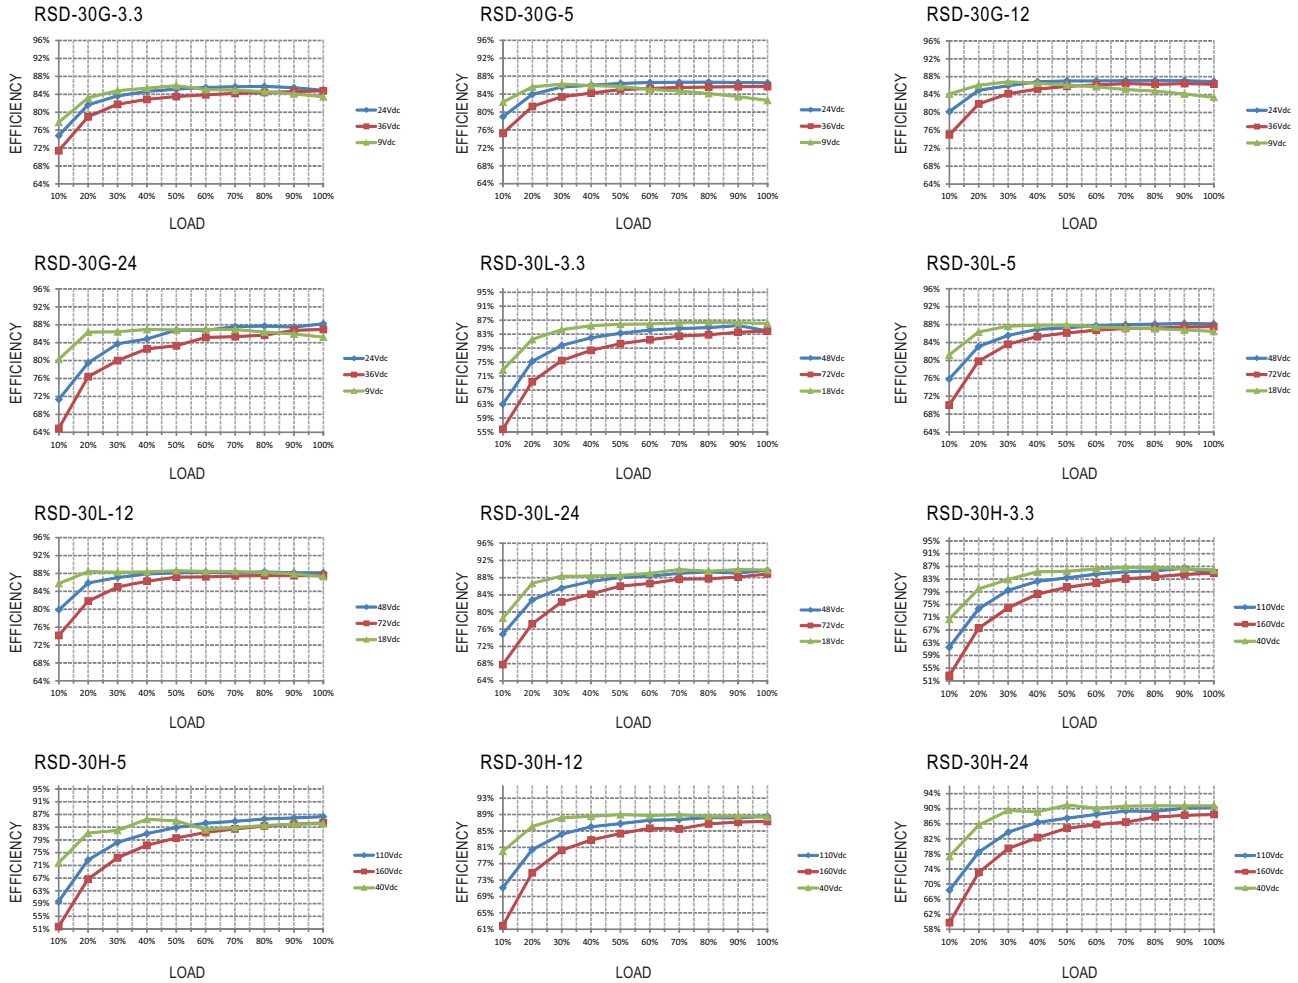 RSD-30G-3.3
EFFICIENCY
96%
92%
88%
84%
80%
76%
72%
68%
64%
10% 20% 30% 40% 50% 60% 70% 80% 90% 100%
24Vdc
36Vdc
9Vdc
LOAD
RSD-30G-5
EFFICIENCY
96%
92%
88%
84%
80%
76%
72%
68%
64%
10% 20% 30% 40% 50% 60% 70% 80% 90% 100%
24Vdc
36Vdc
9Vdc
LOAD
RSD-30G-12
EFFICIENCY
96%
92%
88%
84%
80%
76%
72%
68%
64%
10% 20% 30% 40% 50% 60% 70% 80% 90% 100%
24Vdc
36Vdc
9Vdc
LOAD
RSD-30G-24
EFFICIENCY
96%
92%
88%
84%
80%
76%
72%
68%
64%
10% 20% 30% 40% 50% 60% 70% 80% 90% 100%
24Vdc
36Vdc
9Vdc
LOAD
RSD-30L-3.3
EFFICIENCY
95%
91%
87%
83%
79%
75%
71%
67%
63%
59%
55%
10% 20% 30% 40% 50% 60% 70% 80% 90% 100%
48Vdc
72Vdc
18Vdc
LOAD
RSD-30L-5
EFFICIENCY
96%
92%
88%
84%
80%
76%
72%
68%
64%
10% 20% 30% 40% 50% 60% 70% 80% 90% 100%
48Vdc
72Vdc
18Vdc
LOAD
RSD-30L-12
EFFICIENCY
96%
92%
88%
84%
80%
76%
72%
68%
64%
10% 20% 30% 40% 50% 60% 70% 80% 90% 100%
48Vdc
72Vdc
18Vdc
LOAD
RSD-30L-24
EFFICIENCY
96%
92%
88%
84%
80%
76%
72%
68%
64%
10% 20% 30% 40% 50% 60% 70% 80% 90% 100%
48Vdc
72Vdc
18Vdc
LOAD
RSD-30H-3.3
EFFICIENCY
95%
91%
87%
83%
79%
75%
71%
67%
63%
59%
55%
51%
10% 20% 30% 40% 50% 60% 70% 80% 90% 100%
110Vdc
160Vdc
40Vdc
LOAD
RSD-30H-5
EFFICIENCY
95%
91%
87%
83%
79%
75%
71%
67%
63%
59%
55%
51%
10% 20% 30% 40% 50% 60% 70% 80% 90% 100%
110Vdc
160Vdc
40Vdc
LOAD
RSD-30H-12
EFFICIENCY
93%
89%
85%
81%
77%
73%
69%
65%
61%
10% 20% 30% 40% 50% 60% 70% 80% 90% 100%
110Vdc
160Vdc
40Vdc
LOAD
RSD-30H-24
EFFICIENCY
94%
90%
86%
82%
78%
74%
70%
66%
62%
58%
10% 20% 30% 40% 50% 60% 70% 80% 90% 100%
110Vdc
160Vdc
40Vdc
LOAD